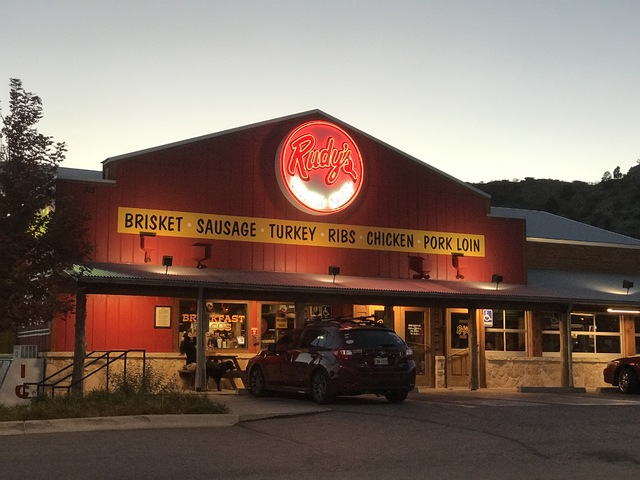 Rudy's
BRISKET · SAUSAGE · TURKEY · RIBS · CHICKEN · PORK LOIN
BREAKFAST